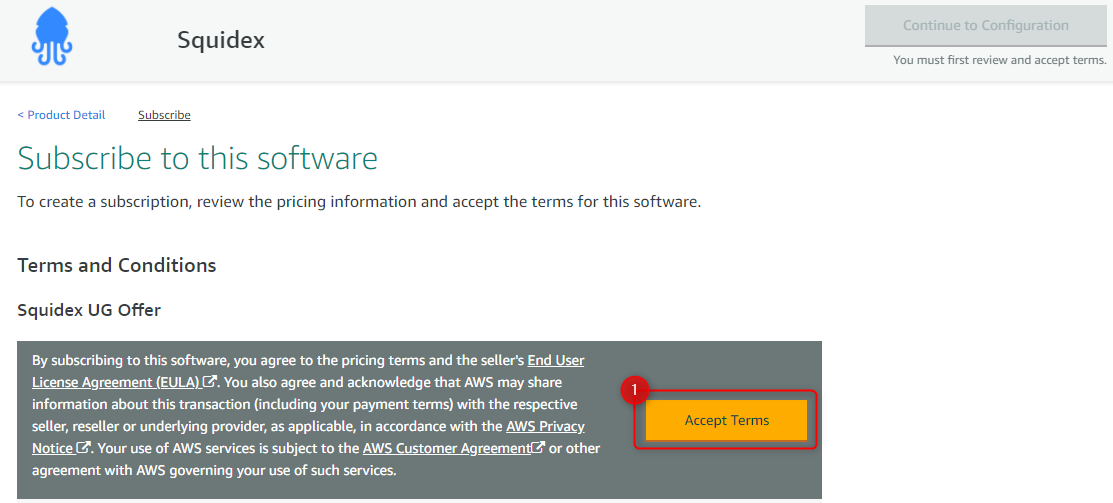 Squidex
Continue to Configuration
You must first review and accept terms.
< Product Detail
Subscribe
Subscribe to this software
To create a subscription, review the pricing information and accept the terms for this software.
Terms and Conditions
Squidex UG Offer
By subscribing to this software, you agree to the pricing terms and the seller's End User
License Agreement (EULA). You also agree and acknowledge that AWS may share
information about this transaction (including your payment terms) with the respective
seller, reseller or underlying provider, as applicable, in accordance with the AWS Privacy
Notice. Your use of AWS services is subject to the AWS Customer Agreement or other
agreement with AWS governing your use of such services.
1
Accept Terms